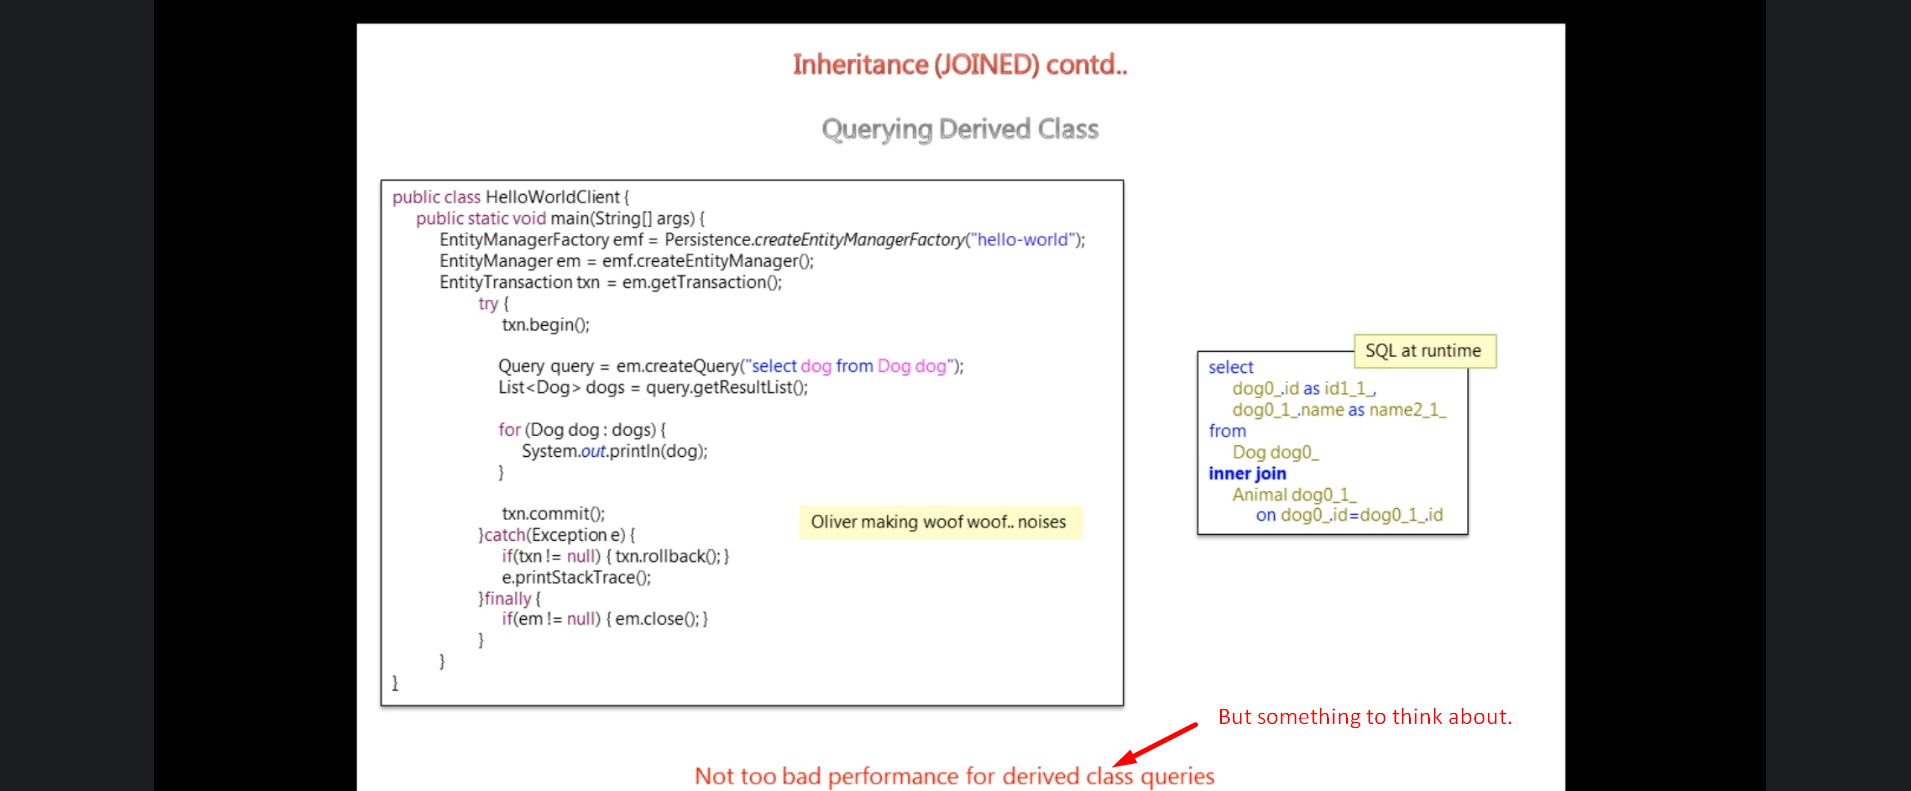 Inheritance (JOINED) contd..
Querying Derived Class
public class HelloWorldClient {
public static void main(String[] args) {
EntityManagerFactory emf = Persistence.createEntityManagerFactory("hello-world");
EntityManager em = emf.createEntityManager();
EntityTransaction txn = em.getTransaction();
try {
txn.begin();
Query query = em.createQuery("select dog from Dog dog");
List<Dog> dogs = query.getResultList();
for (Dog dog : dogs) {
System.out.println(dog);
}
txn.commit();
}catch(Exception e) {
if(txn != null) { txn.rollback(); }
e.printStackTrace();
}finally {
if(em != null) { em.close(); }
}
}
}
Oliver making woof woof.. noises
SQL at runtime
select
dog0_.id as id1_1_,
dog0_1_.name as name2_1_
from
Dog dog0_
inner join
Animal dog0_1_
on dog0_.id=dog0_1_.id
But something to think about.
Not too bad performance for derived class queries